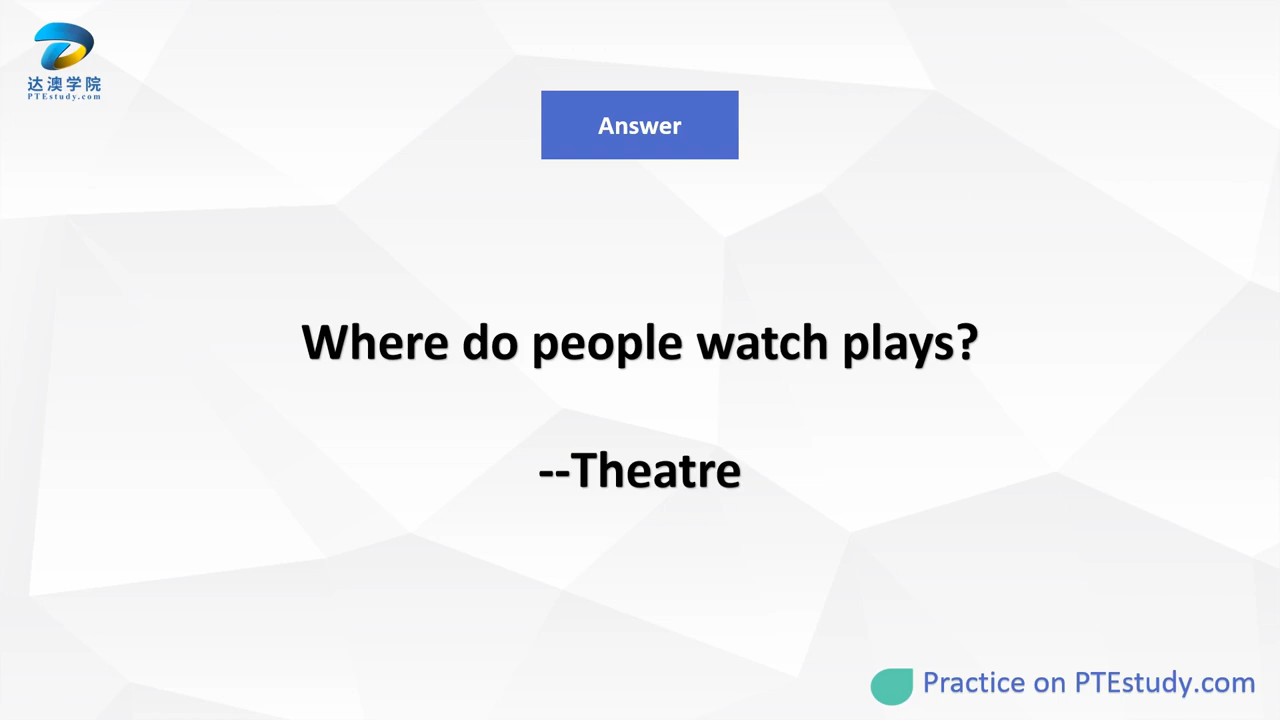 达澳学院
PTEstudy.com
Answer
Where do people watch plays?
--Theatre
Practice on PTEstudy.com